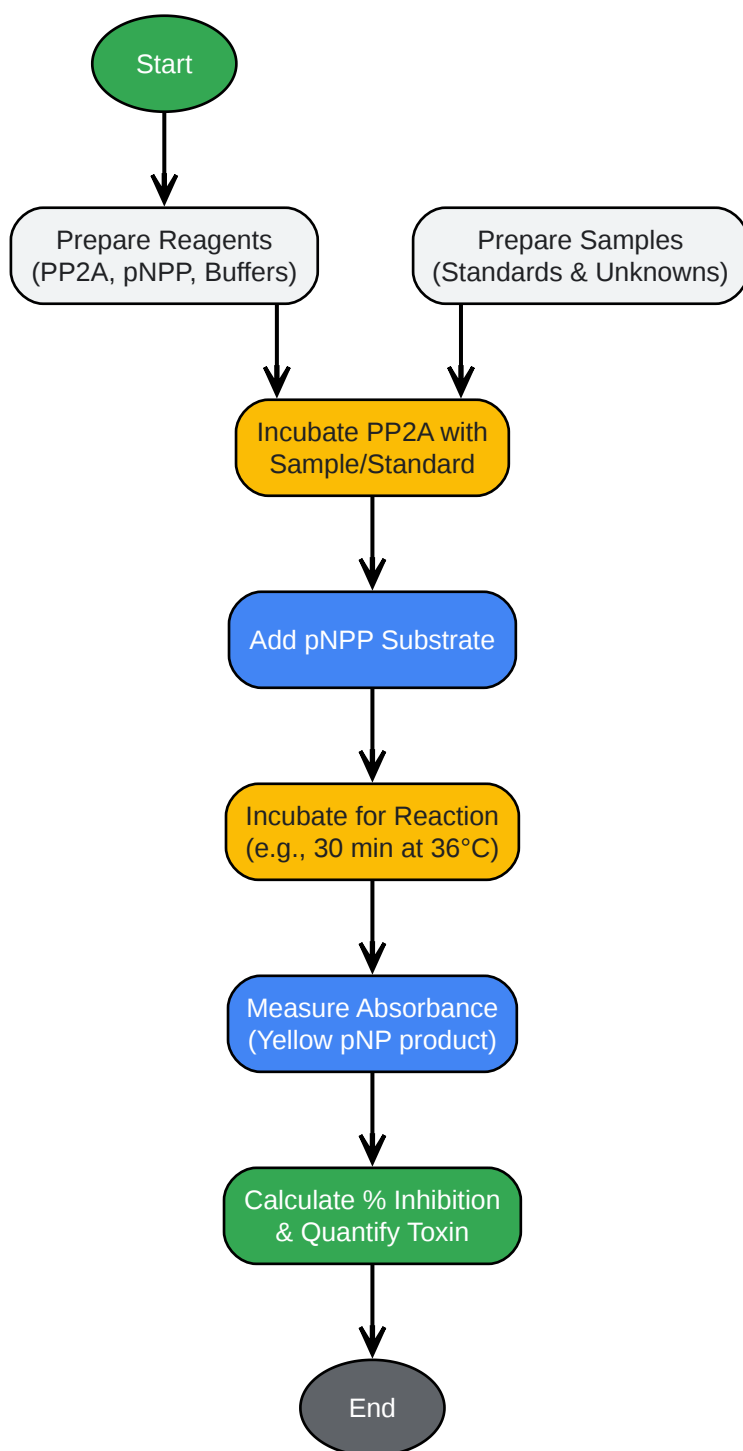 Start
Prepare Reagents
(PP2A, pNPP, Buffers)
Prepare Samples
(Standards & Unknowns)
Incubate PP2A with
Sample/Standard
Add pNPP Substrate
Incubate for Reaction
(e.g., 30 min at 36°C)
Measure Absorbance
(Yellow pNP product)
Calculate % Inhibition
& Quantify Toxin
End